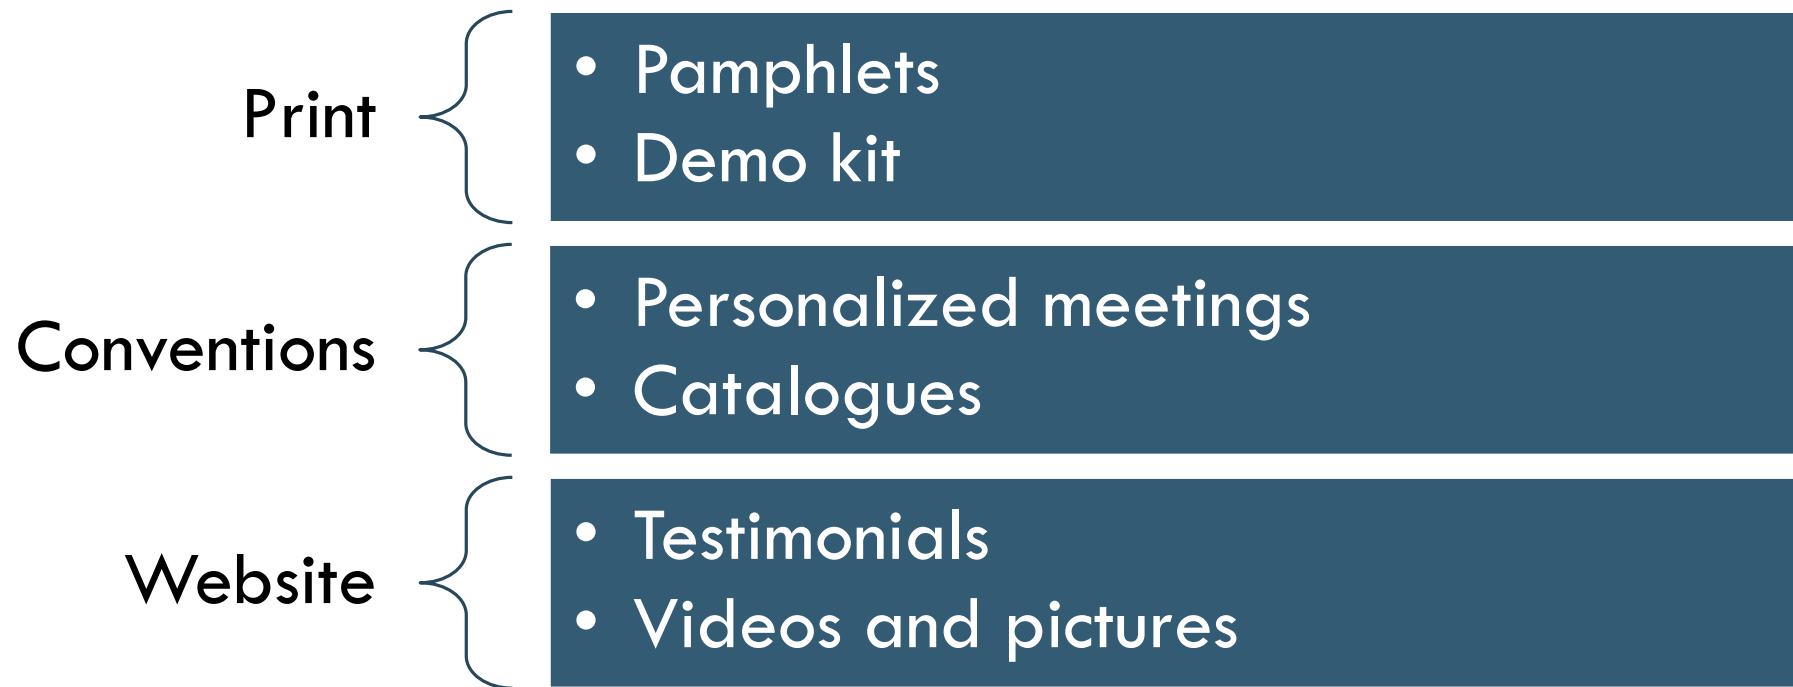 Print
• Pamphlets
• Demo kit
Conventions
• Personalized meetings
• Catalogues
Website
• Testimonials
• Videos and pictures